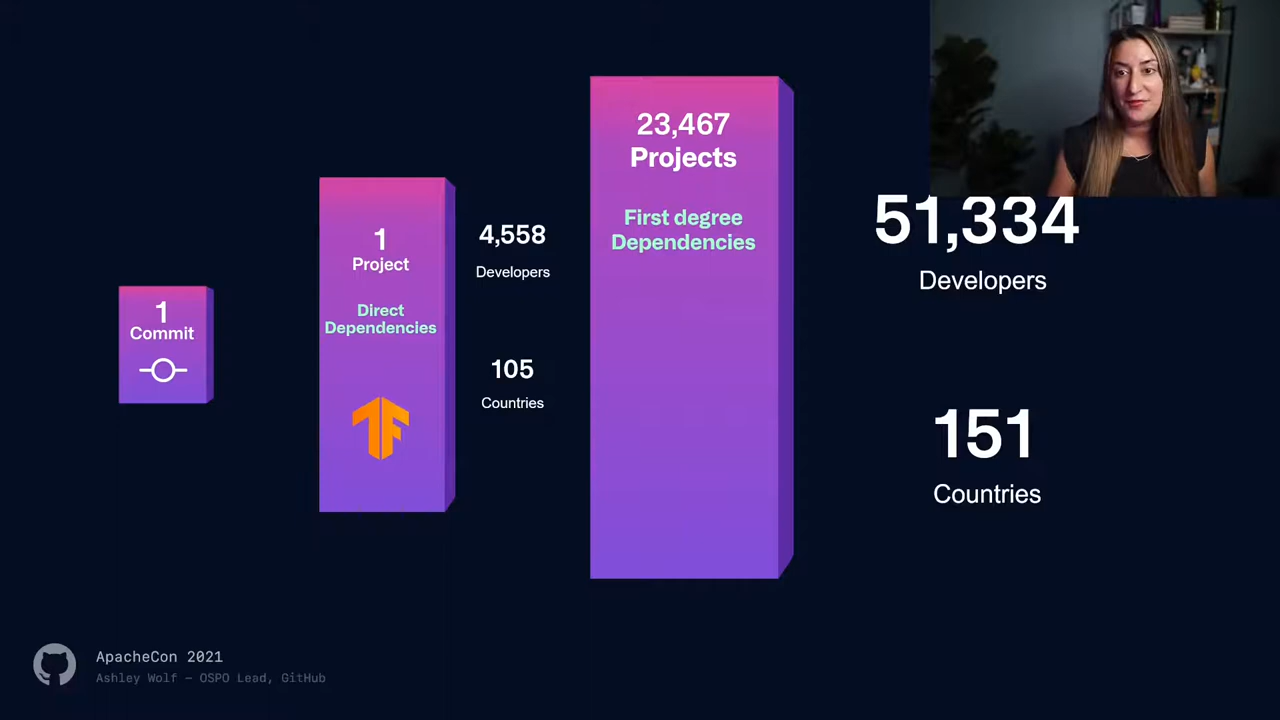 1
Commit
1
Project
Direct
Dependencies
4,558
Developers
105
Countries
23,467
Projects
First degree
Dependencies
51,334
Developers
151
Countries
ApacheCon 2021
Ashley Wolf — OSPO Lead, GitHub